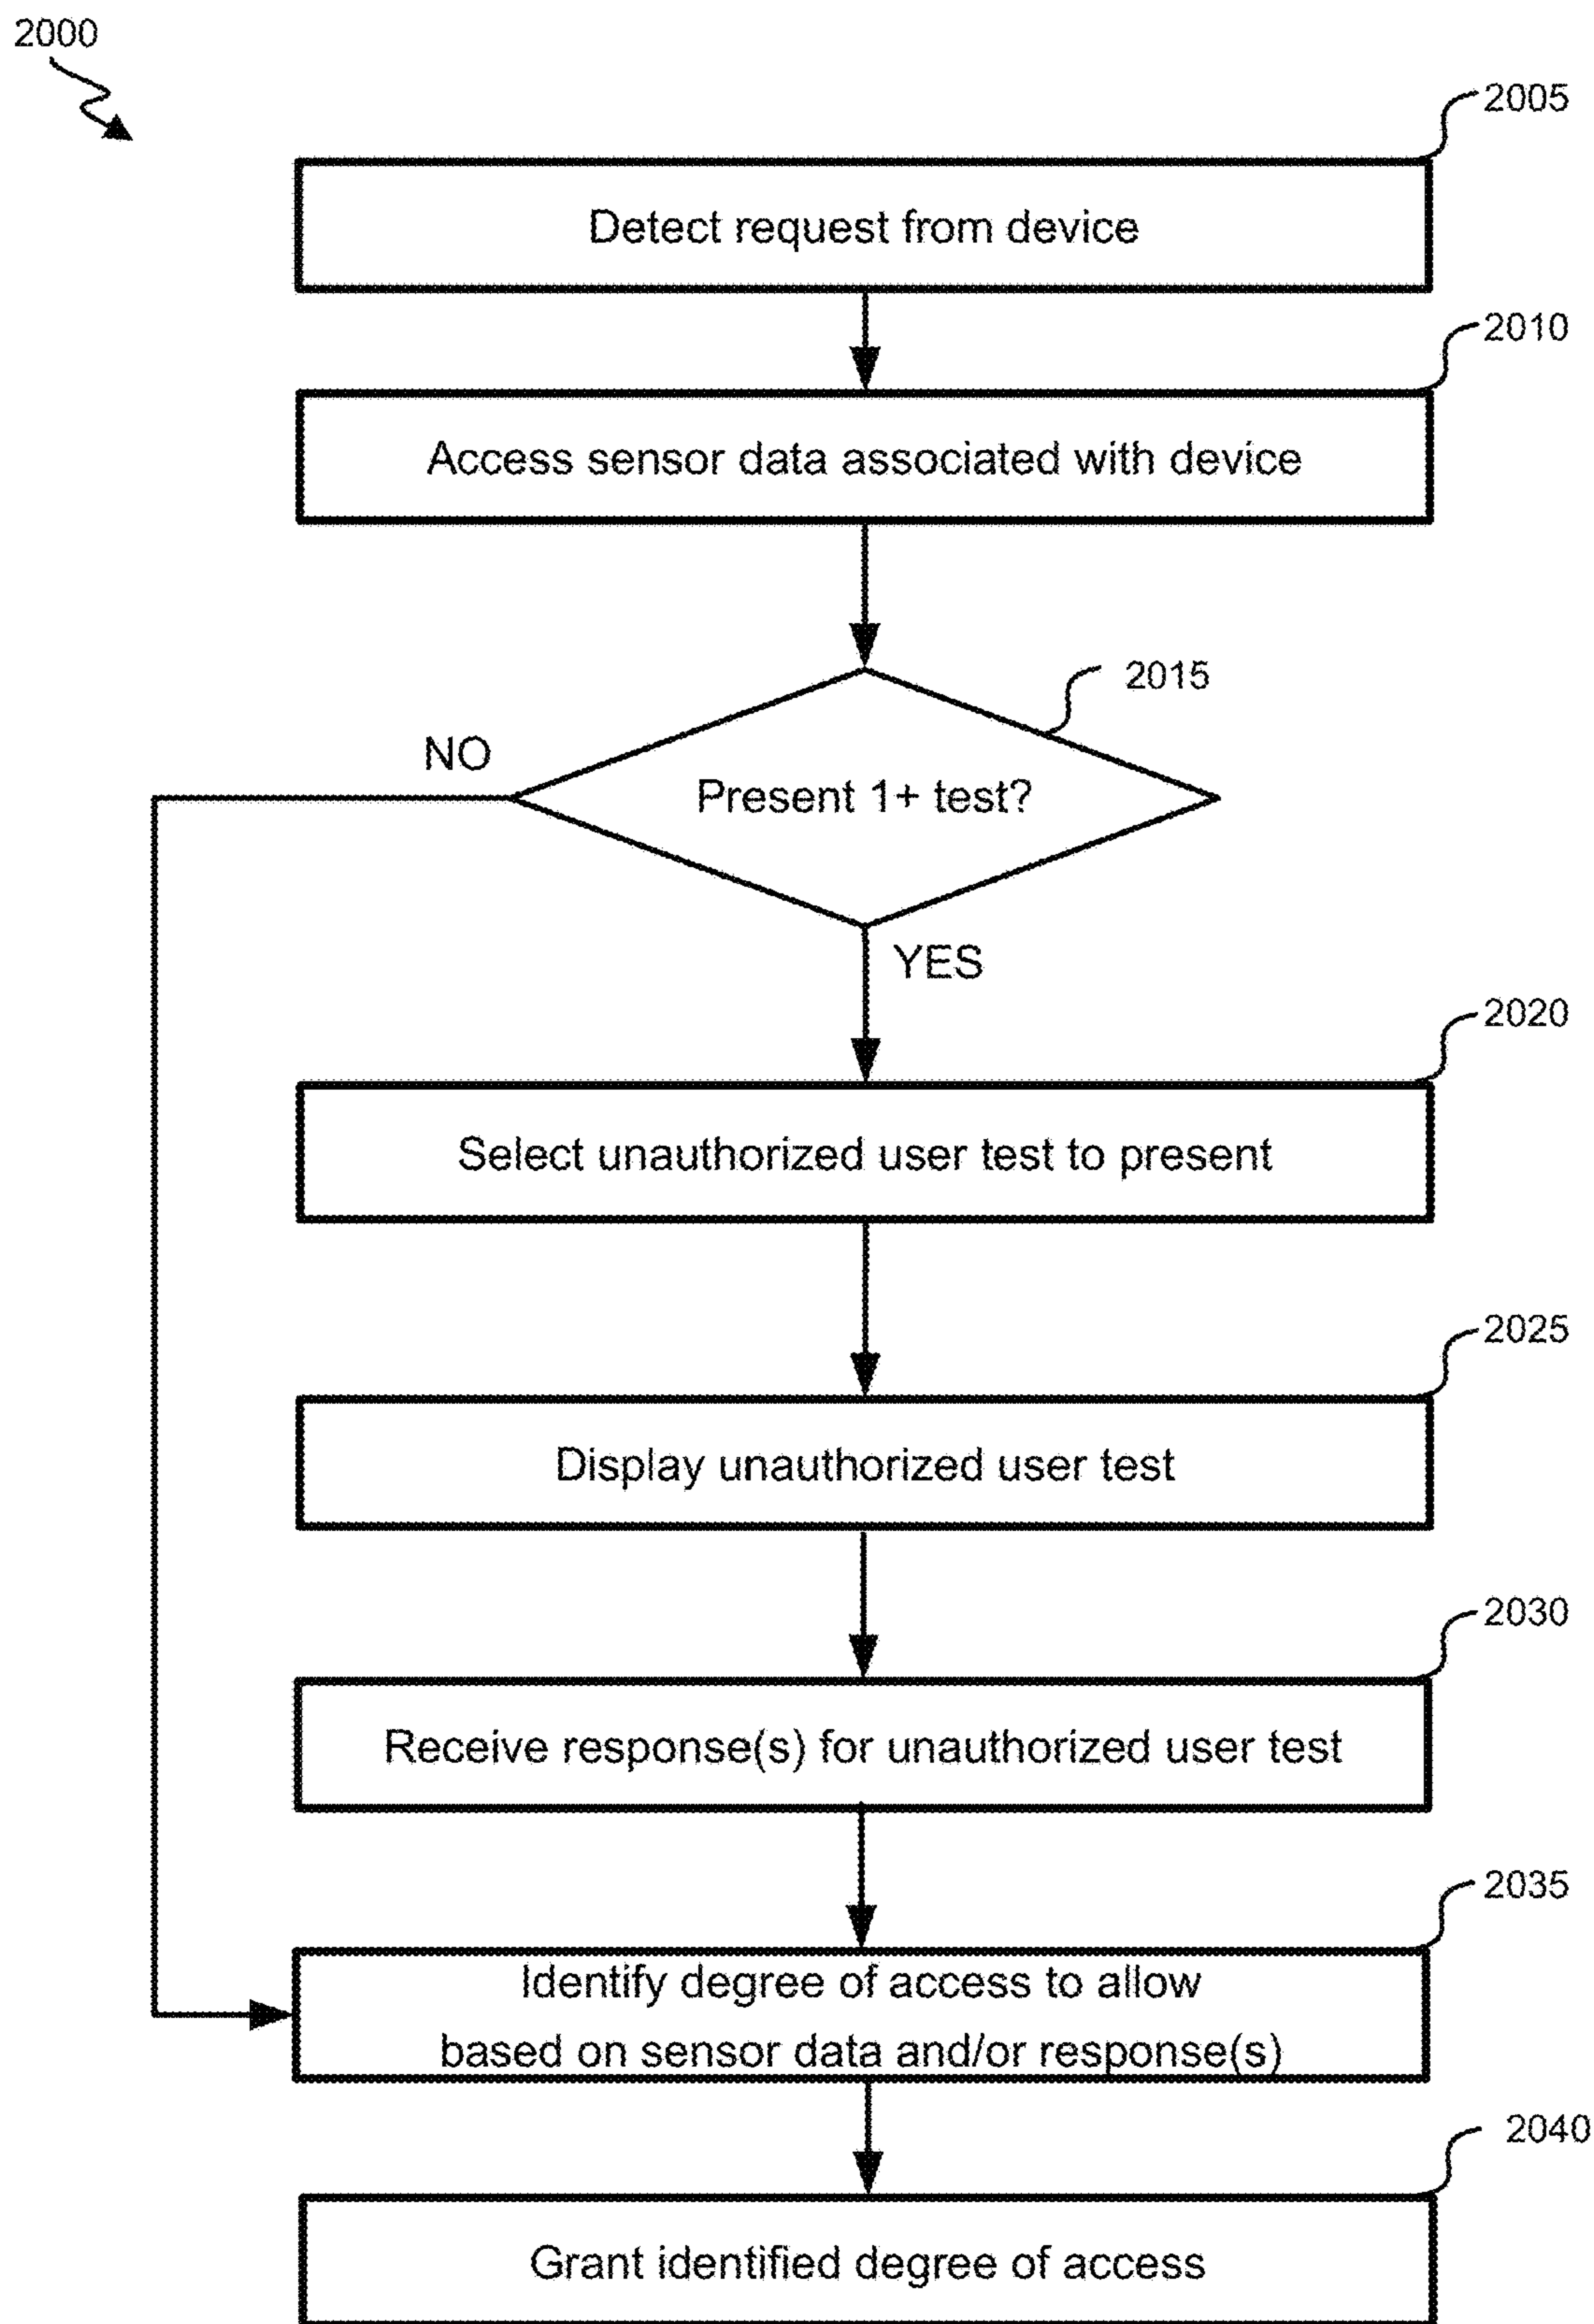 2000
2005
Detect request from device
2010
Access sensor data associated with device
2015
NO
Present 1+ test?
YES
2020
Select unauthorized user test to present
2025
Display unauthorized user test
2030
Receive response(s) for unauthorized user test
2035
Identify degree of access to allow
based on sensor data and/or response(s)
2040
Grant identified degree of access